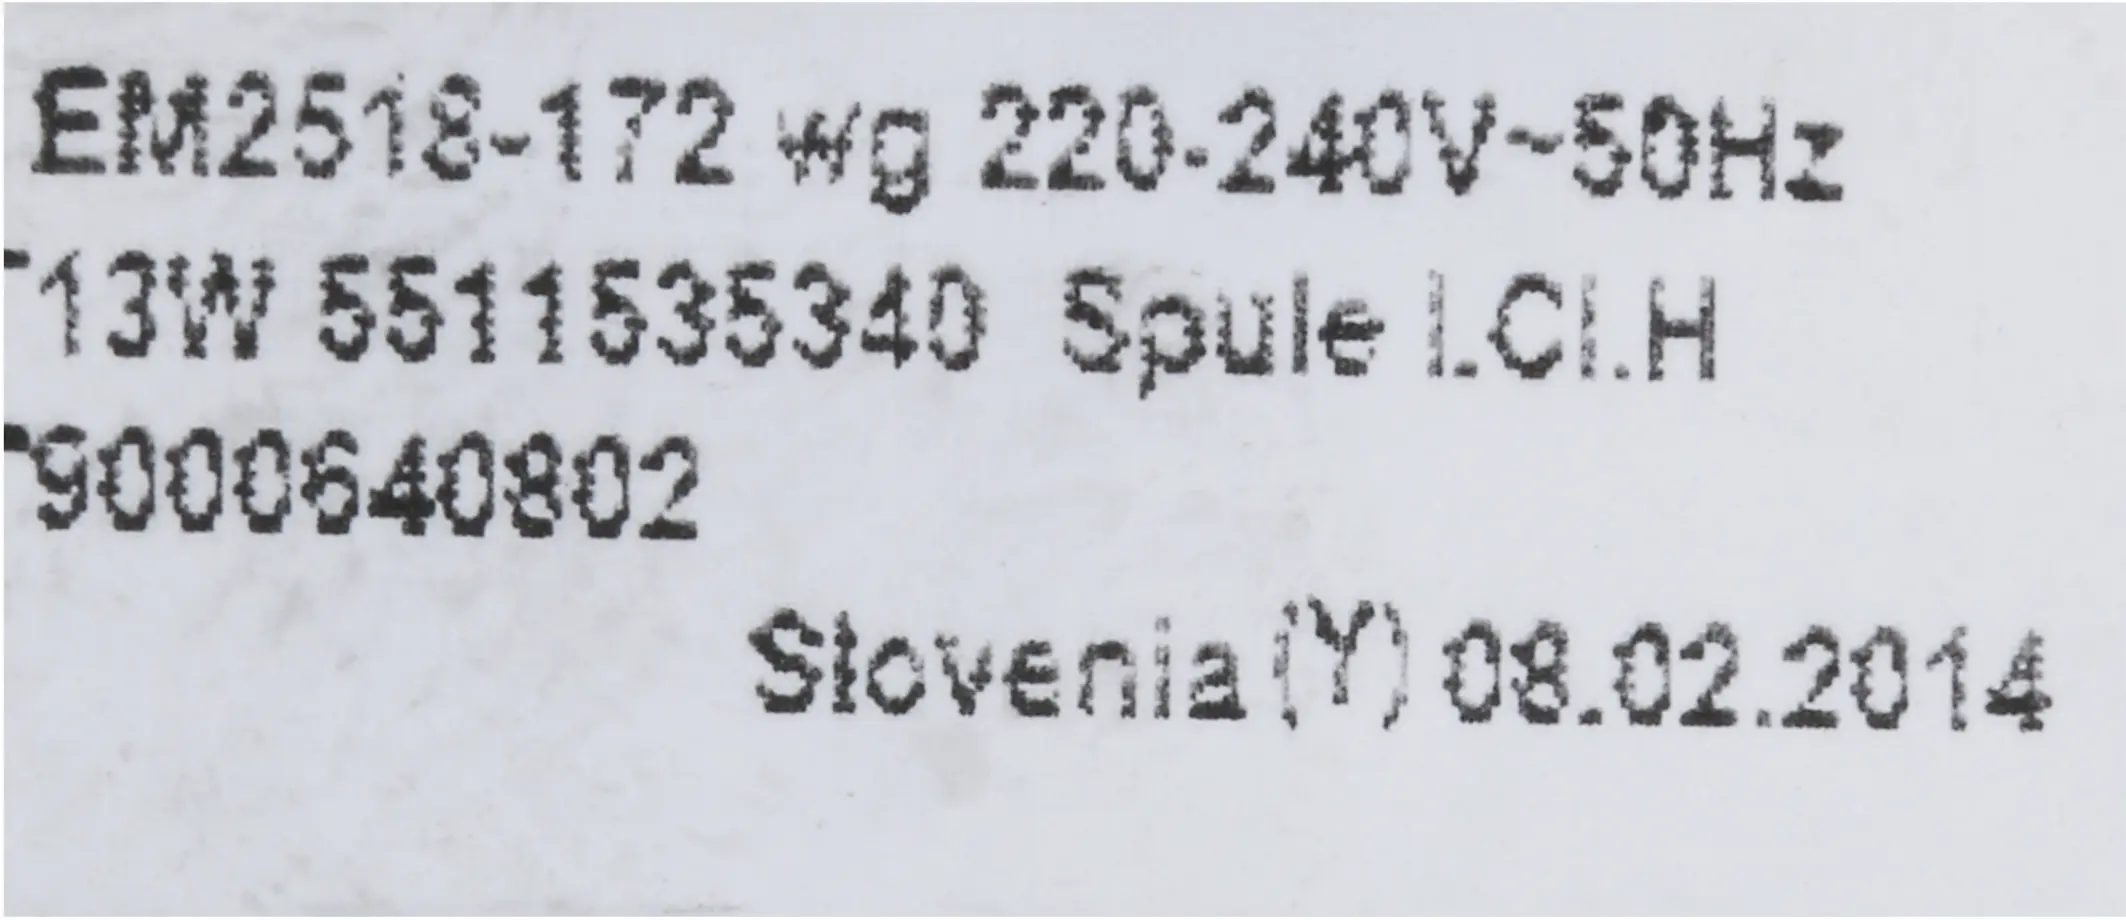 EM2518-172 wg 220-240V~50Hz
13W 5511535340 Spule I.Cl.H
9000640802
Slovenia (Y) 08.02.2014